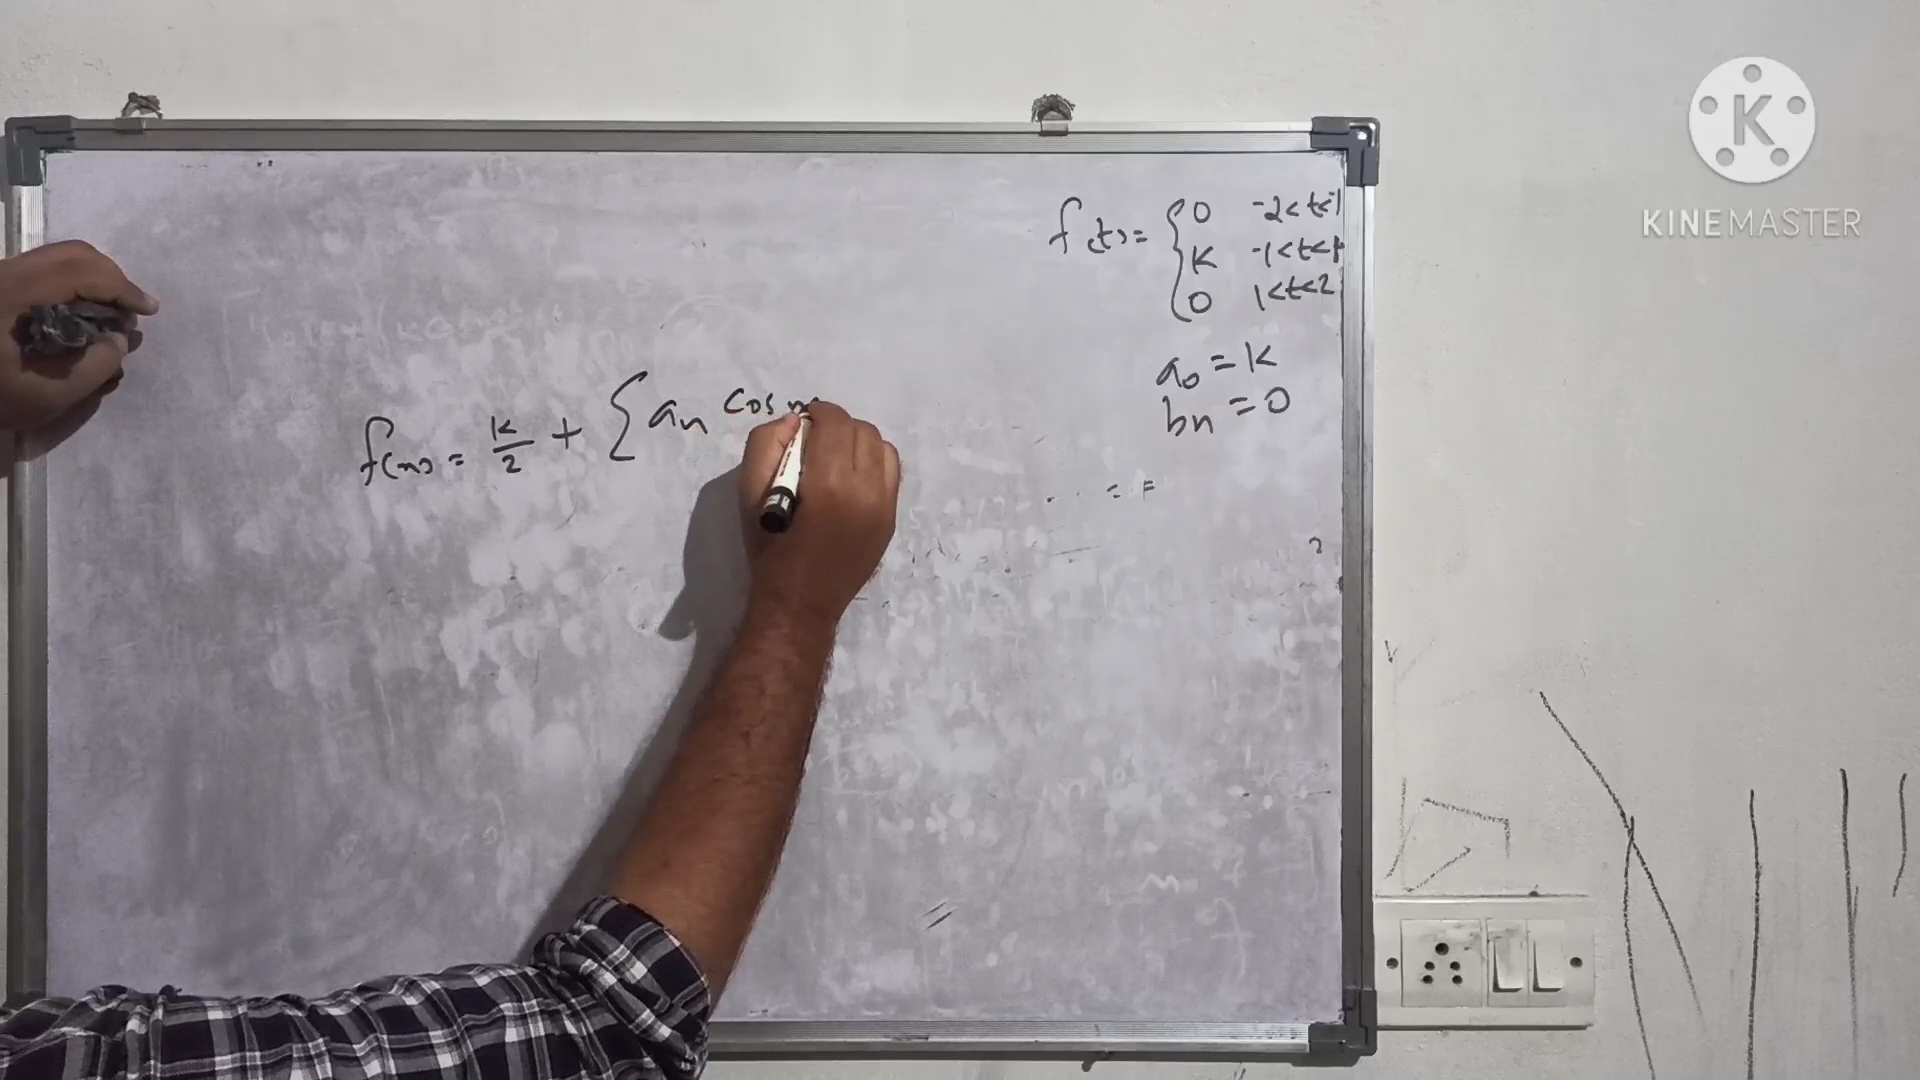 f(t) = { 0 -2<t<-1
K -1<t<1
0 1<t<2
a0 = K
bn = 0
f(x) = K/2 + { an cos n
K
KINEMASTER